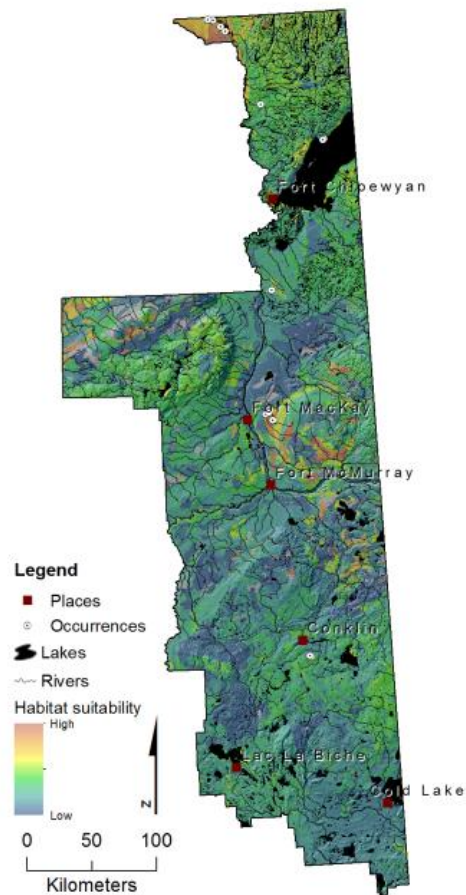 Fort Chipewyan
Fort MacKay
Fort McMurray
Legend
Places
Occurrences
Lakes
Rivers
Conklin
Habitat suitability
High
Low
Z
Lac La Biche
Cold Lake
0 50 100
Kilometers